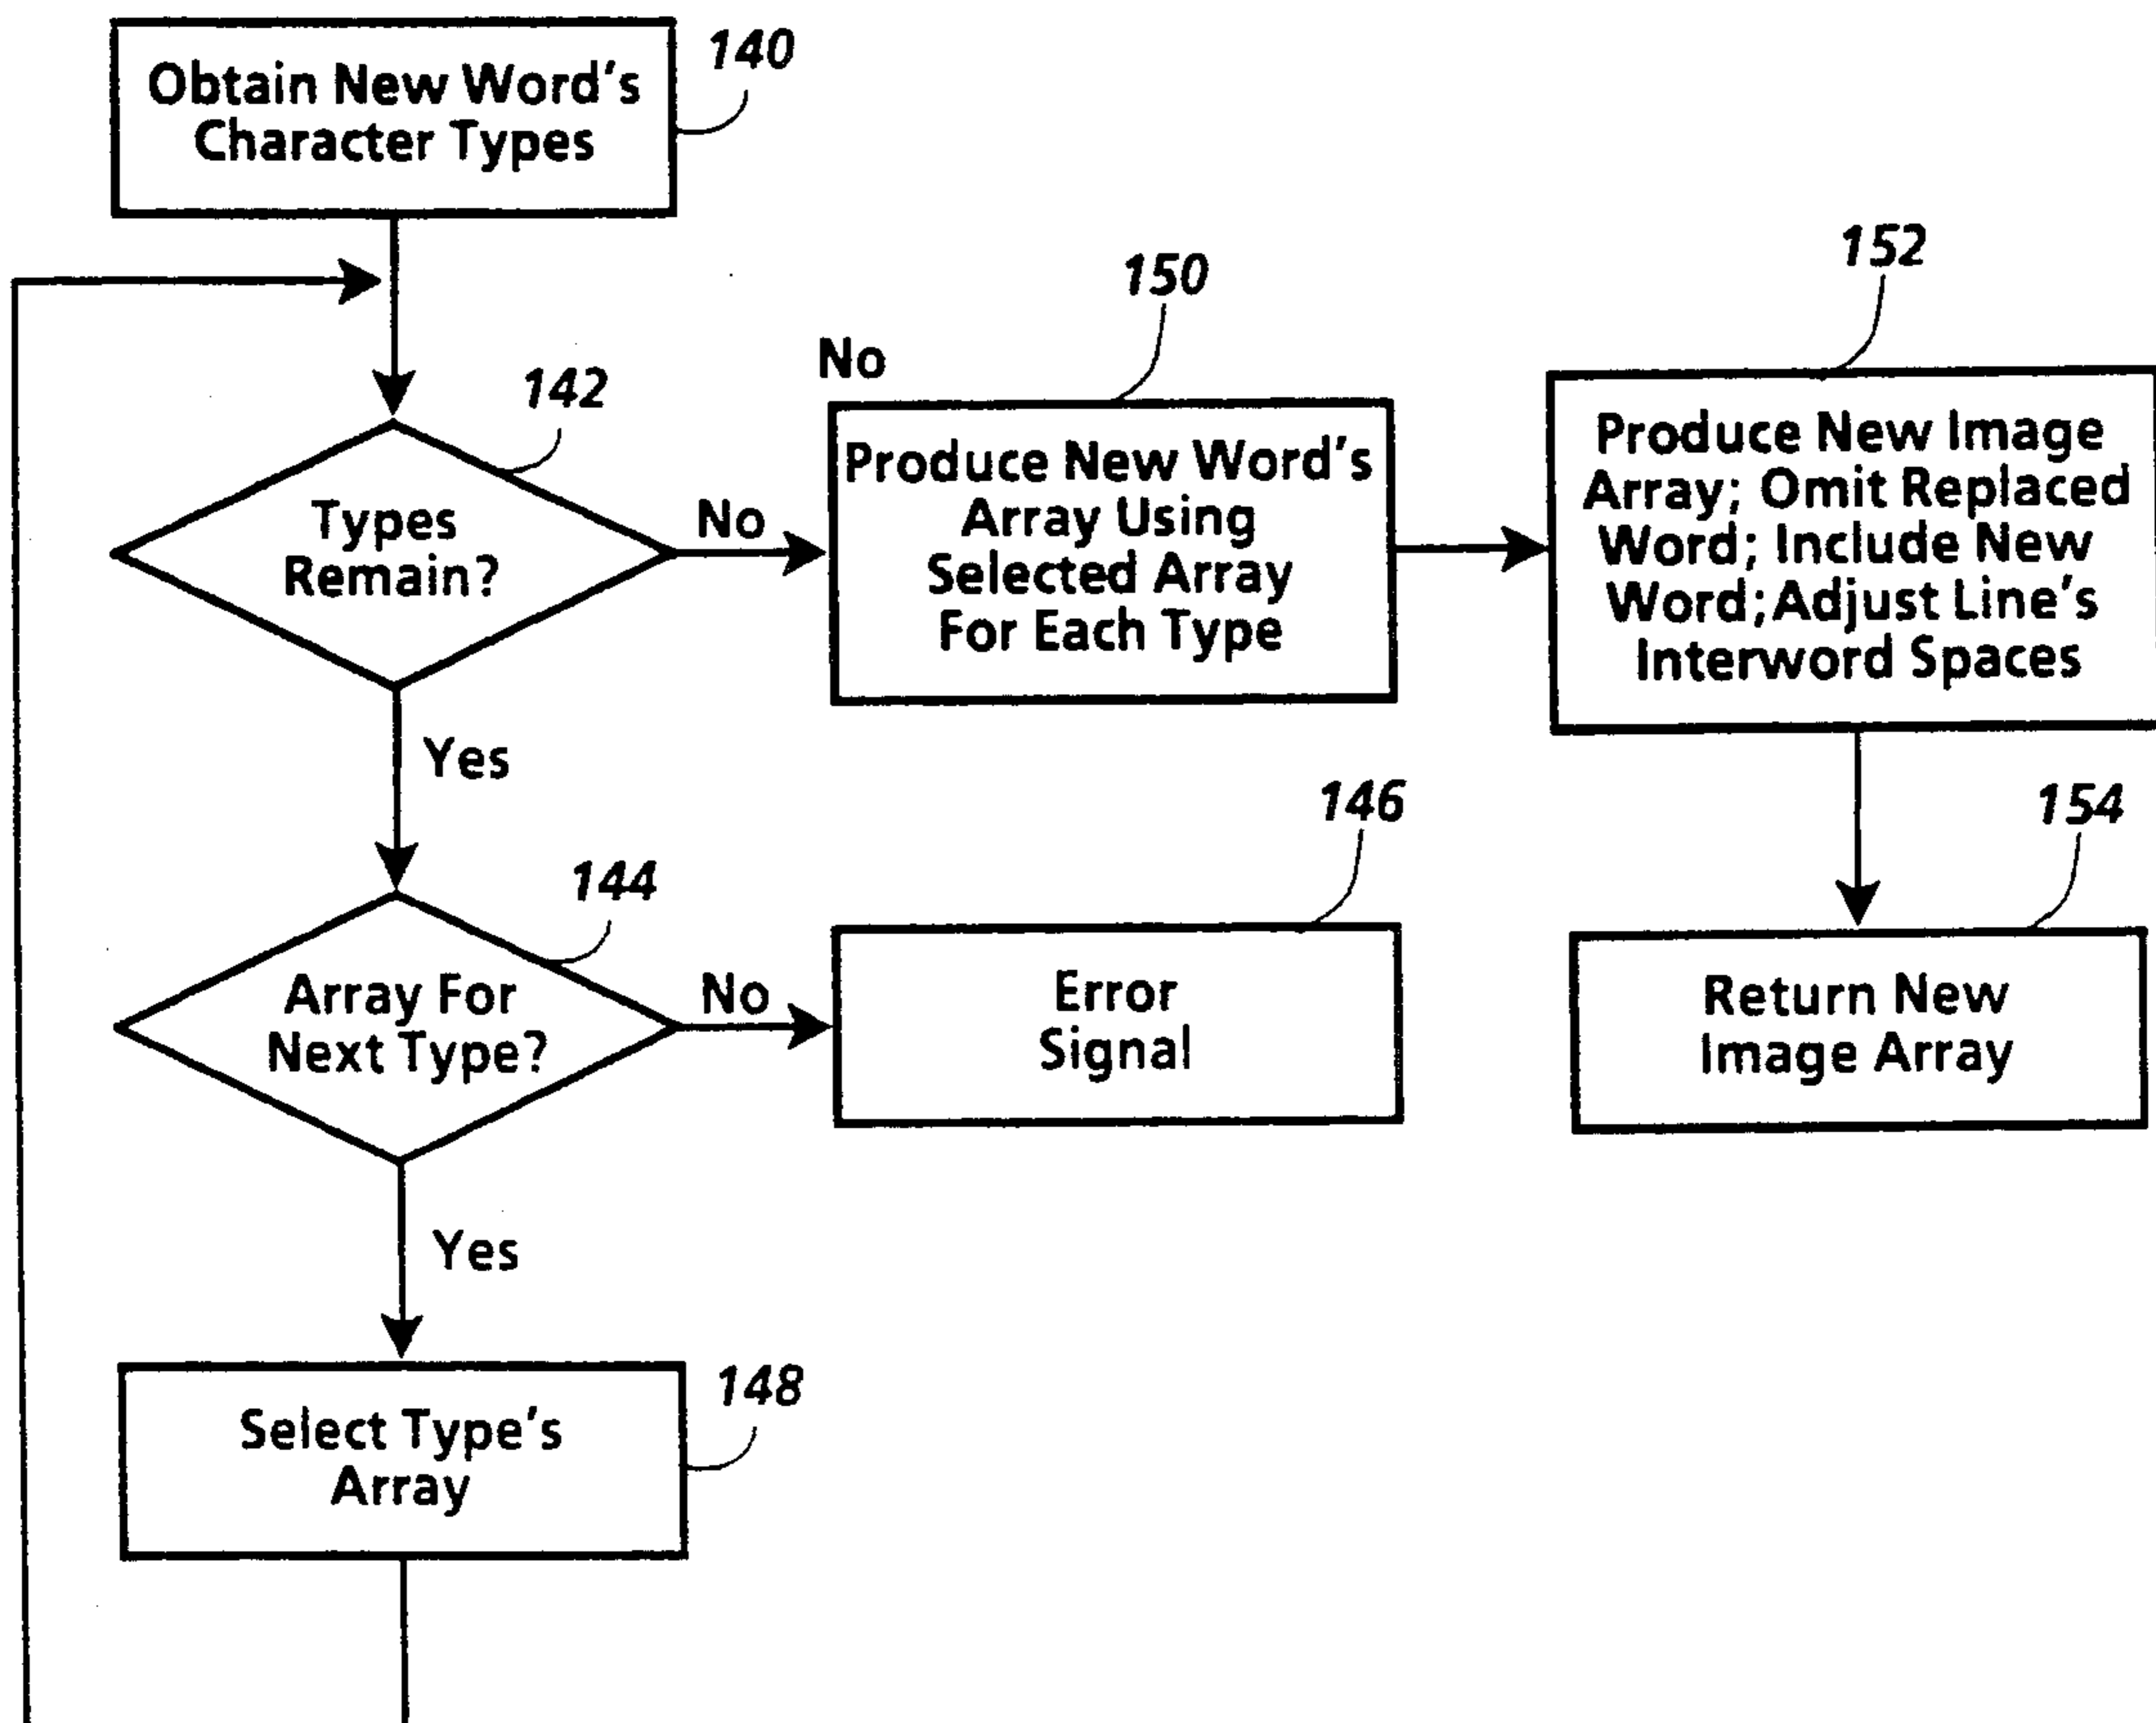 Obtain New Word's
Character Types
140
142
Types
Remain?
No
No
150
Produce New Word's
Array Using
Selected Array
For Each Type
152
Produce New Image
Array; Omit Replaced
Word; Include New
Word; Adjust Line's
Interword Spaces
Yes
144
Array For
Next Type?
No
146
Error
Signal
154
Return New
Image Array
Yes
148
Select Type's
Array